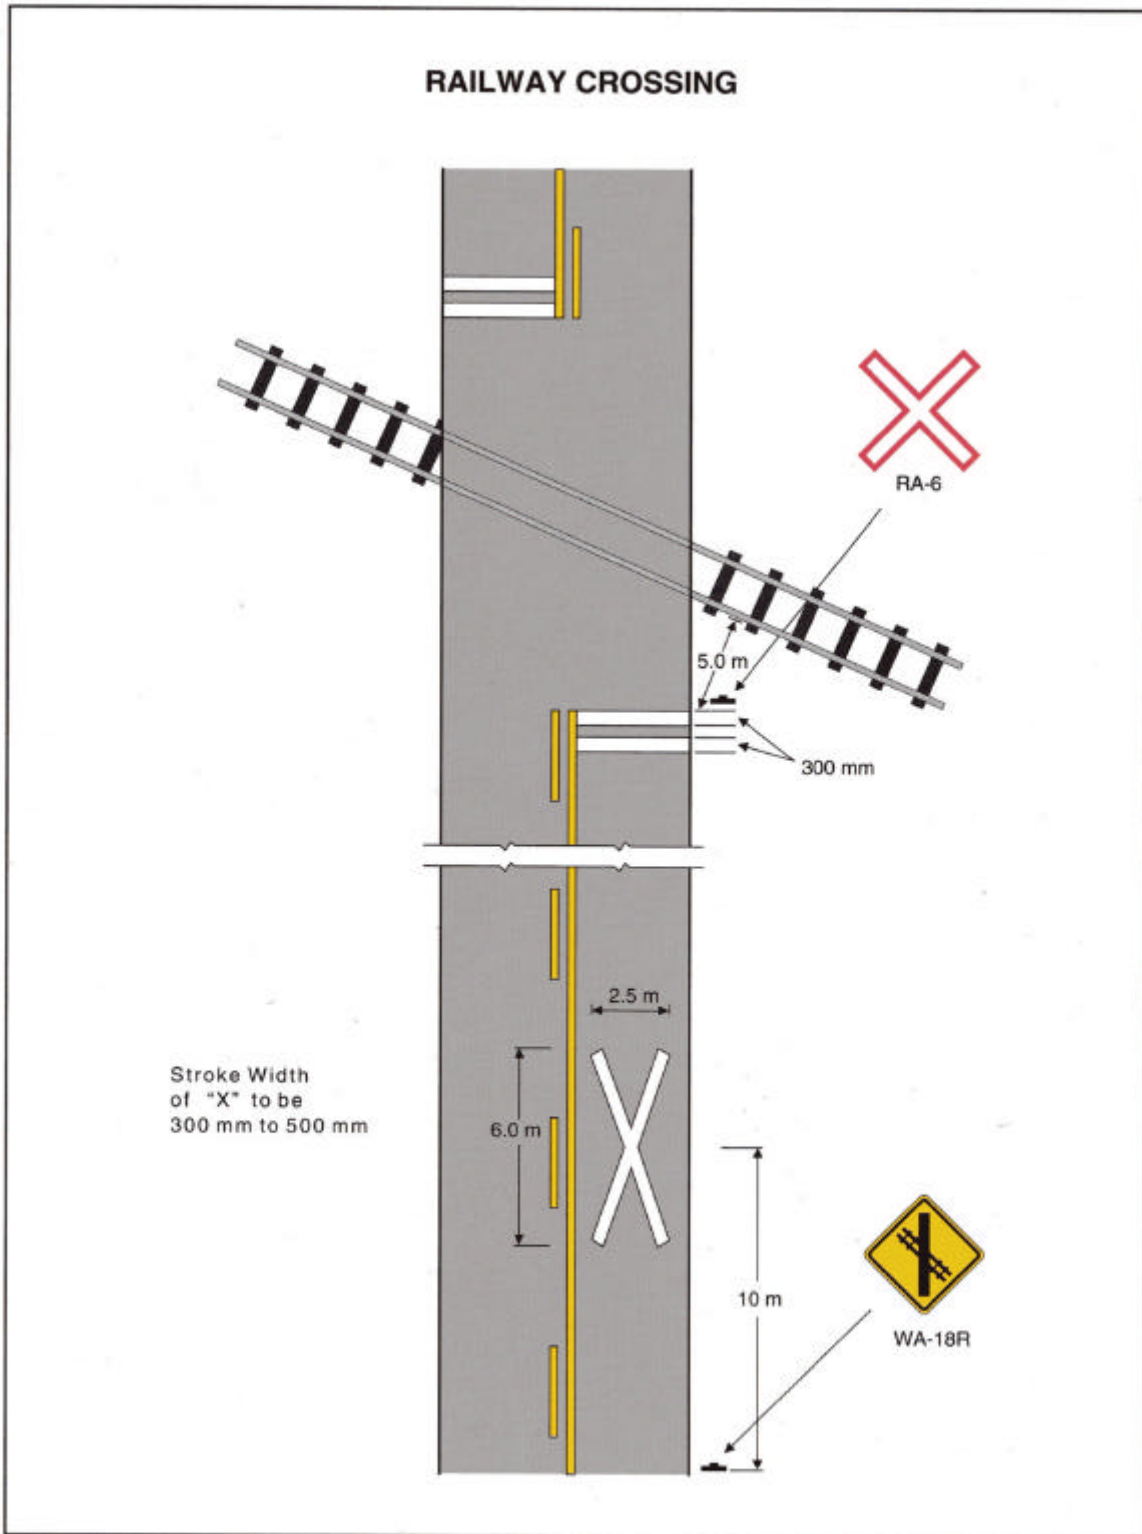 RAILWAY CROSSING
RA-6
5.0 m
300 mm
2.5 m
Stroke Width
of "X" to be
300 mm to 500 mm
6.0 m
10 m
WA-18R